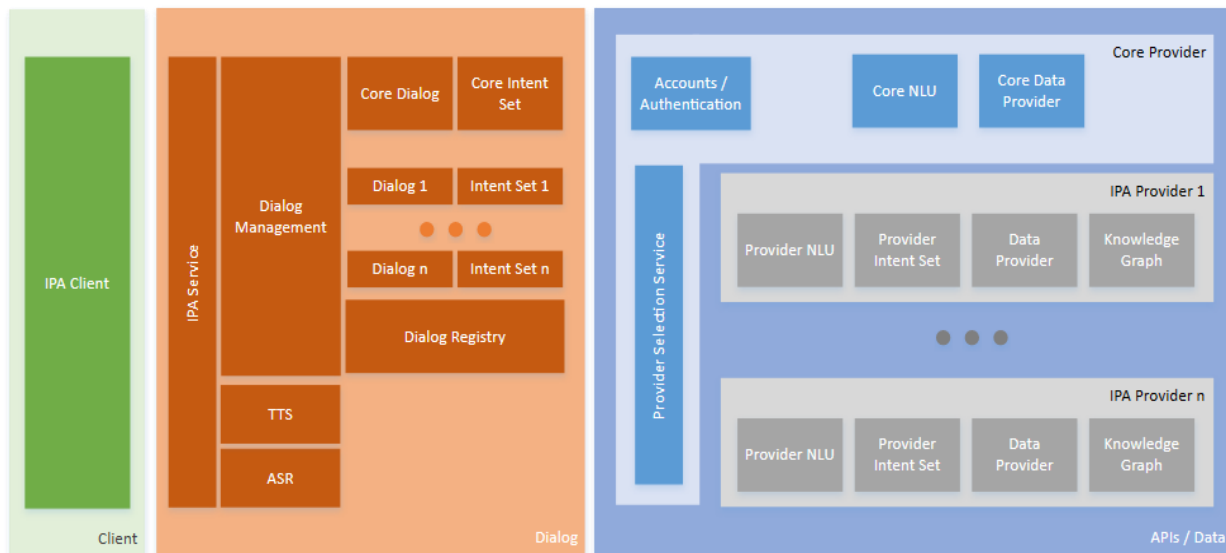 IPA Client
Client
IPA Service
Dialog
Management
TTS
ASR
Core Dialog
Core Intent
Set
Dialog 1
Intent Set 1
Dialog n
Intent Set n
Dialog Registry
Dialog
Core Provider
Accounts /
Authentication
Core NLU
Core Data
Provider
Provider Selection Service
IPA Provider 1
Provider NLU
Provider
Intent Set
Data
Provider
Knowledge
Graph
IPA Provider n
Provider NLU
Provider
Intent Set
Data
Provider
Knowledge
Graph
APIs / Data